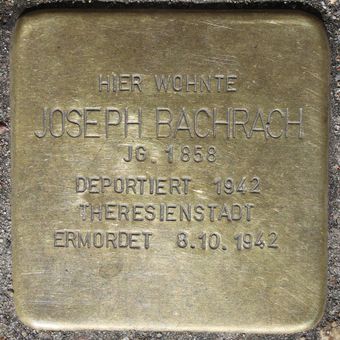 HIER WOHNTE
JOSEPH BACHRACH
JG. 1858
DEPORTIERT 1942
THERESIENSTADT
ERMORDET 8.10.1942